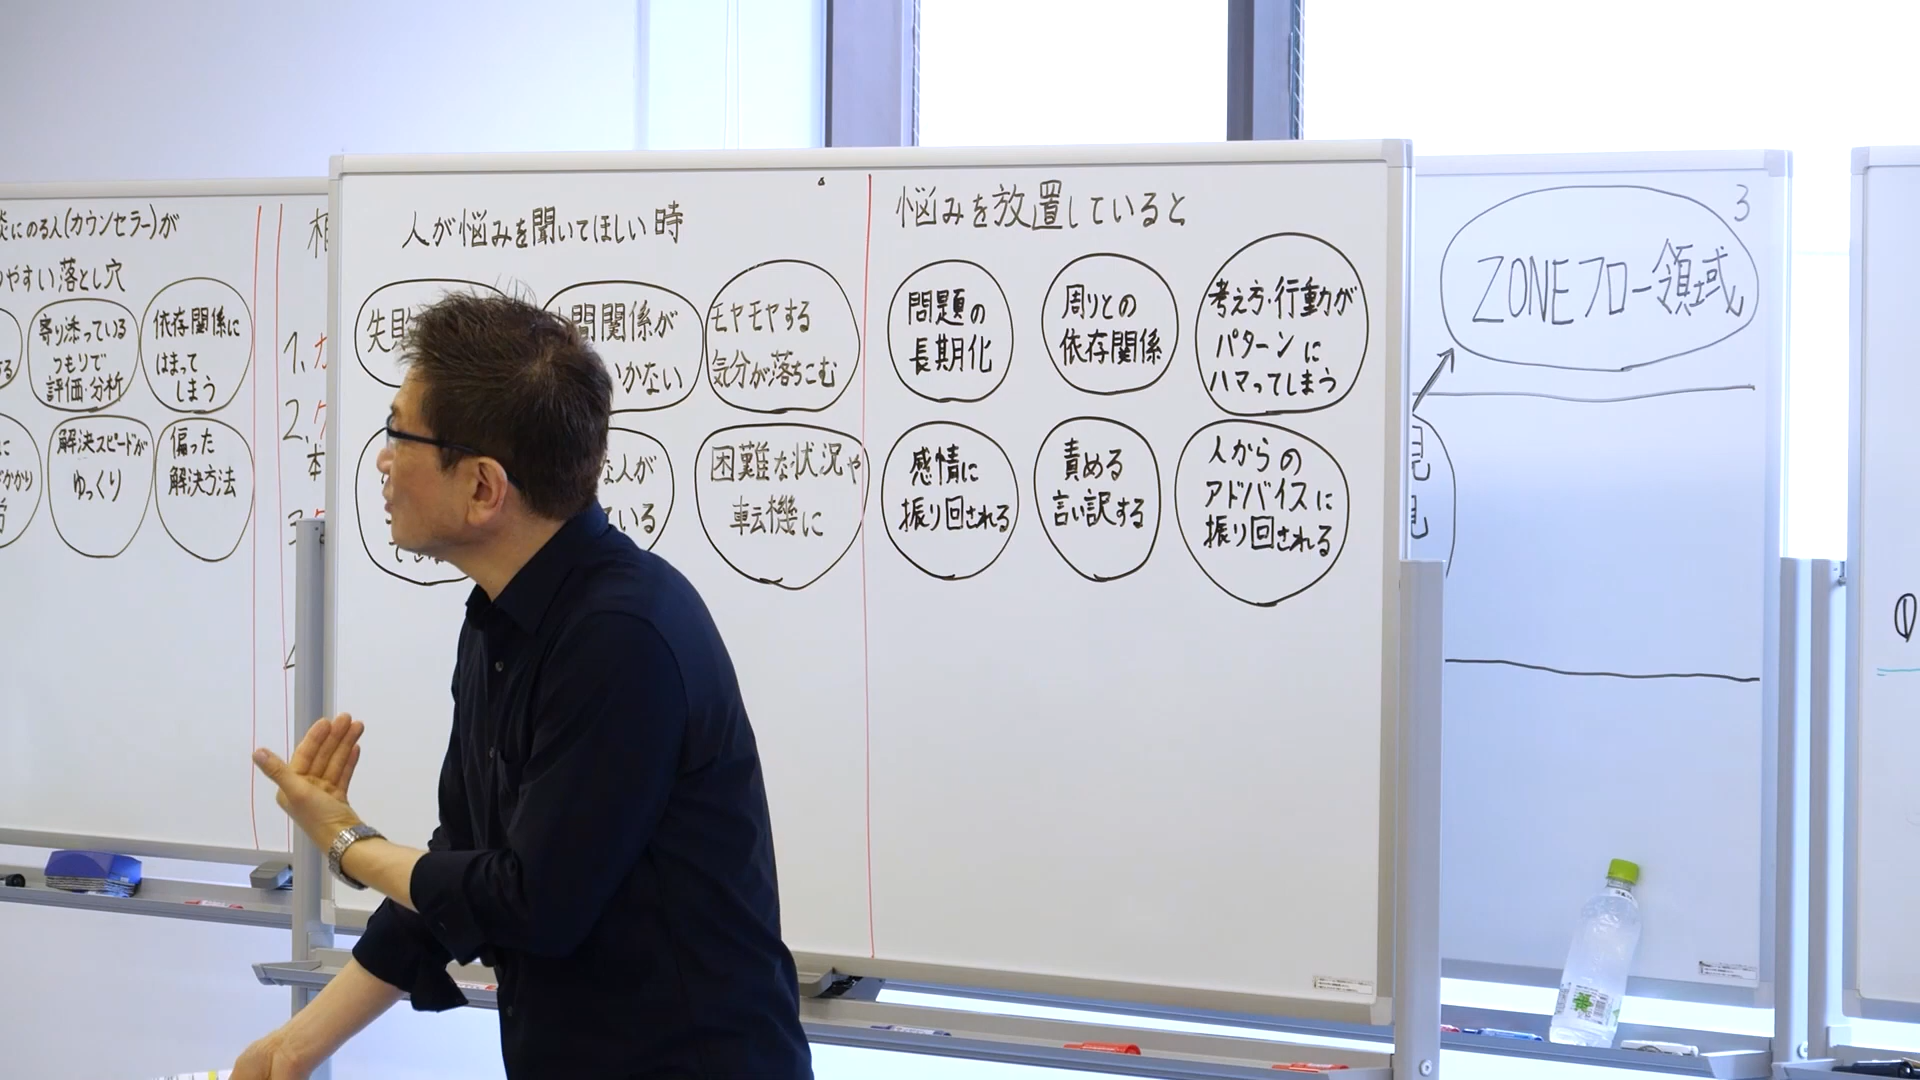 談にのる人(カウンセラー)が
りやすい落とし穴
寄り添っている
つもりで
評価・分析
依存関係に
はまって
しまう
解決スピードが
ゆっくり
偏った
解決方法
1.
2.
本
人が悩みを聞いてほしい時
失敗
間関係が
いかない
モヤモヤする
気分が落ちこむ
な人が
いる
困難な状況や
転機に
悩みを放置していると
問題の
長期化
周りとの
依存関係
考え方・行動が
パターンに
ハマってしまう
感情に
振り回される
責める
言い訳する
人からの
アドバイスに
振り回される
3
ZONEフロー領域
見
①